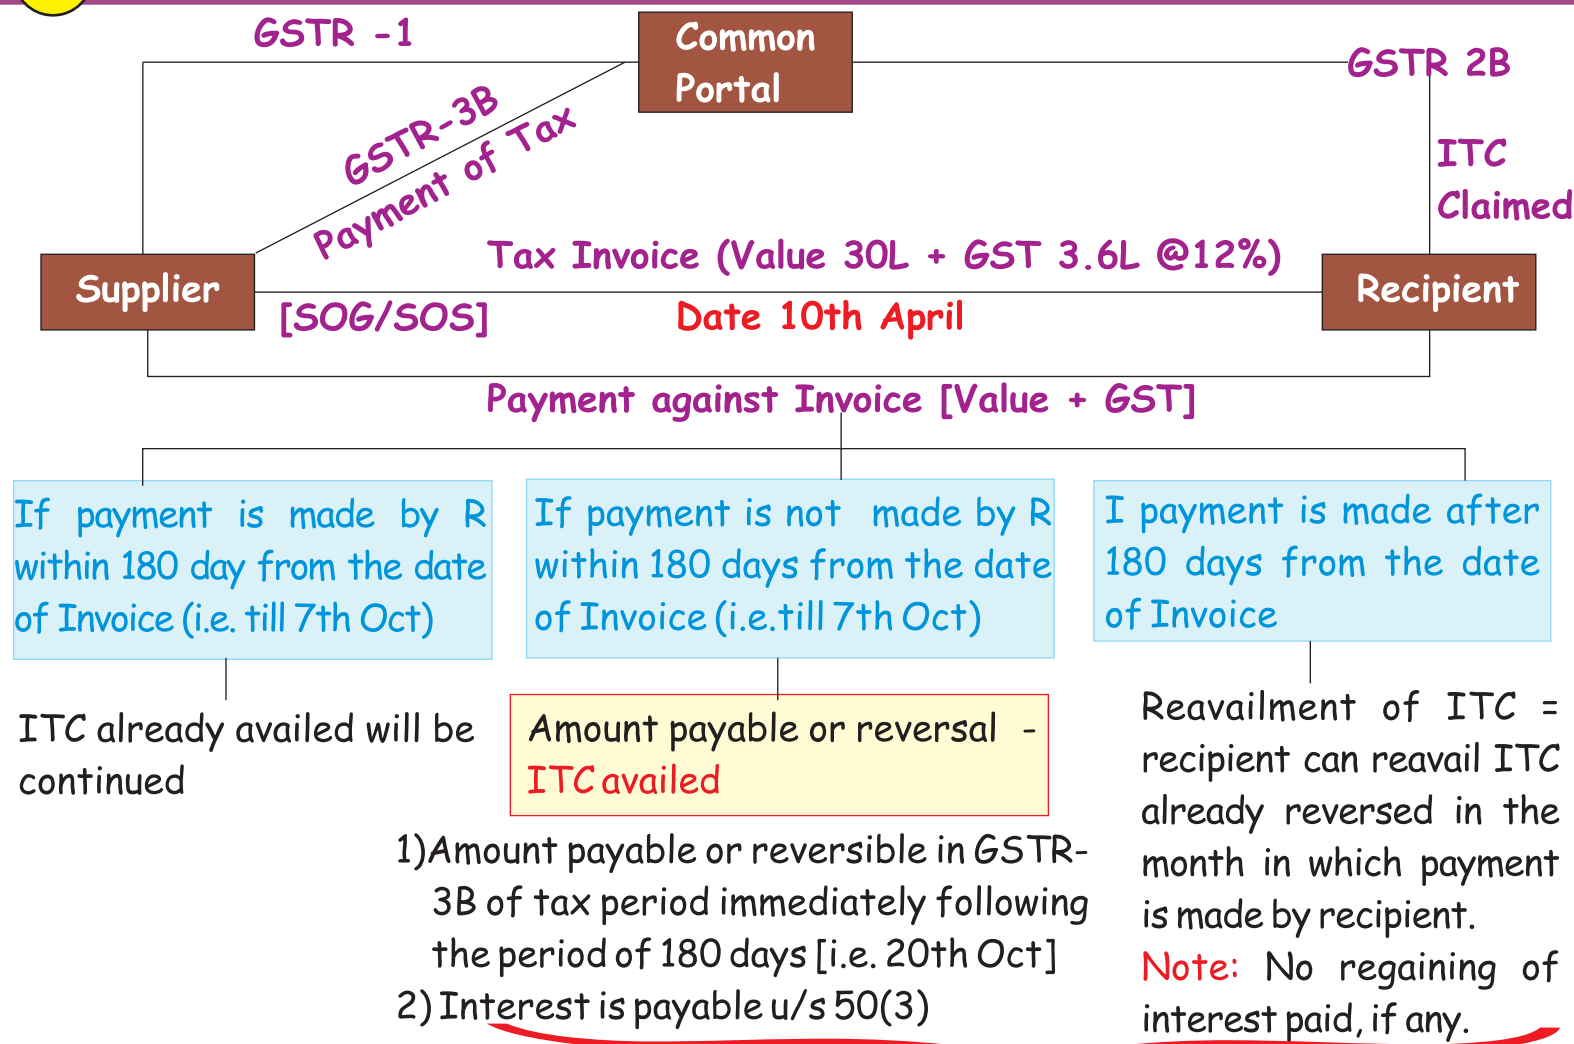 GSTR -1
Common
Portal
GSTR 2B
GSTR-3B
Payment of Tax
ITC
Claimed
Tax Invoice (Value 30L + GST 3.6L @12%)
Supplier
Recipient
[SOG/SOS]
Date 10th April
Payment against Invoice [Value + GST]
If payment is made by R
within 180 day from the date
of Invoice (i.e. till 7th Oct)
If payment is not made by R
within 180 days from the date
of Invoice (i.e.till 7th Oct)
I payment is made after
180 days from the date
of Invoice
ITC already availed will be
continued
Amount payable or reversal -
ITC availed
1)Amount payable or reversible in GSTR-
3B of tax period immediately following
the period of 180 days [i.e. 20th Oct]
2) Interest is payable u/s 50(3)
Reavailment of ITC =
recipient can reavail ITC
already reversed in the
month in which payment
is made by recipient.
Note: No regaining of
interest paid, if any.